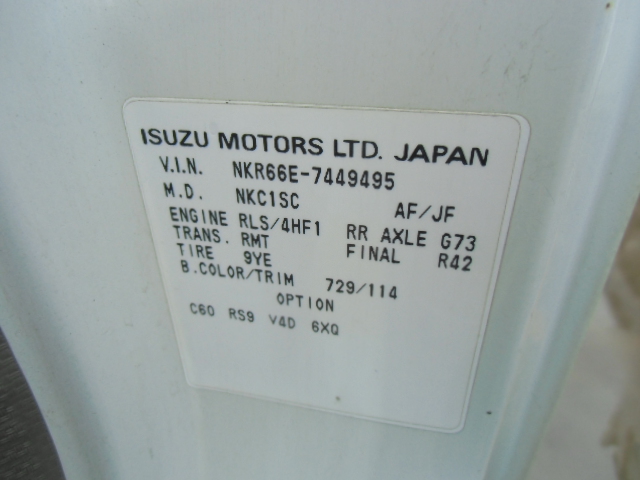 ISUZU MOTORS LTD. JAPAN
V.I.N. NKR66E-7449495
M.D. NKC1SC AF/JF
ENGINE RLS/4HF1 RR AXLE G73
TRANS. RMT FINAL R42
TIRE 9YE
B.COLOR/TRIM 729/114
OPTION
C60 RS9 V4D 6XQ